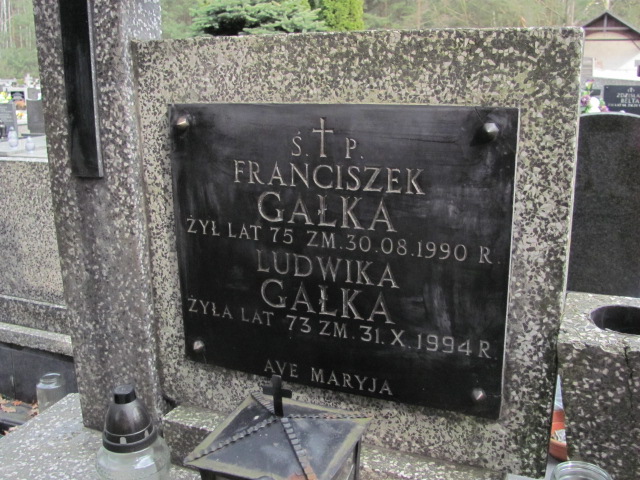 Ś. P.
FRANCISZEK
GAŁKA
ŻYŁ LAT 75 ZM. 30.08.1990 R.
LUDWIKA
GAŁKA
ŻYŁA LAT 73 ZM. 31.X.1994 R.
AVE MARYJA